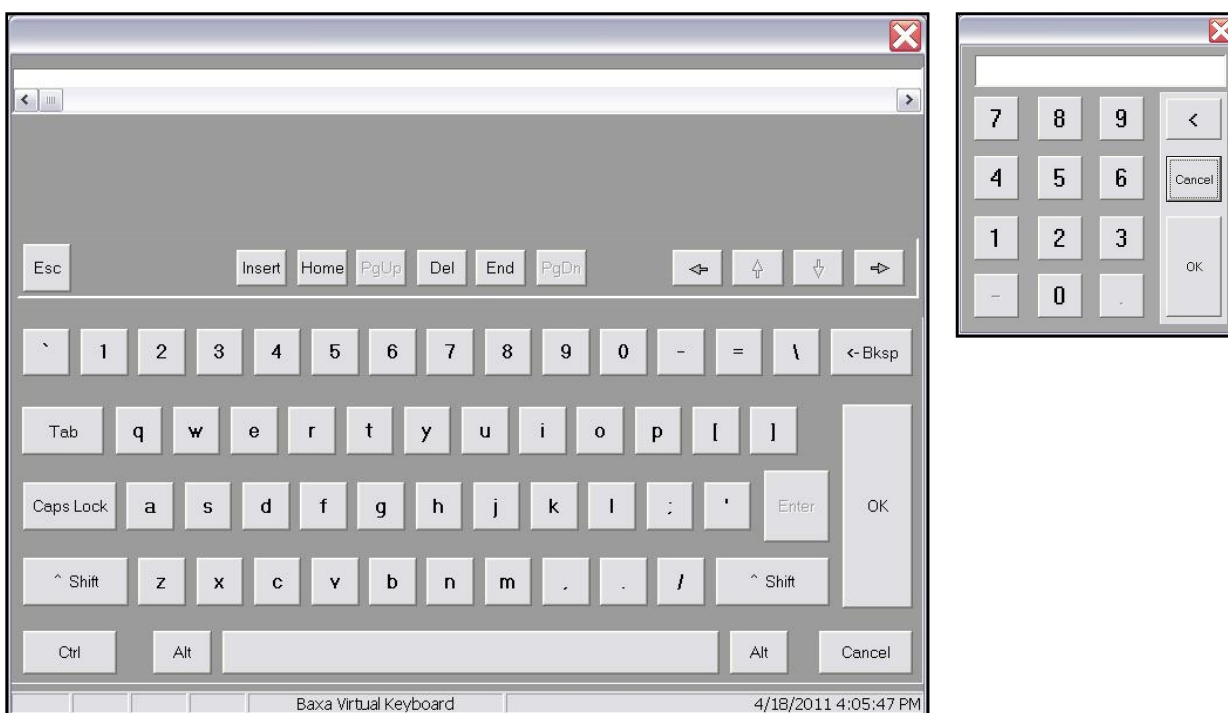 Esc Insert Home PgUp Del End PgDn
` 1 2 3 4 5 6 7 8 9 0 - = \ <- Bksp
Tab q w e r t y u i o p [ ]
Caps Lock a s d f g h j k l ; ' Enter OK
^ Shift z x c v b n m , . / ^ Shift
Ctrl Alt Alt Cancel
Baxa Virtual Keyboard 4/18/2011 4:05:47 PM
7 8 9 <
4 5 6 Cancel
1 2 3 OK
- 0 .